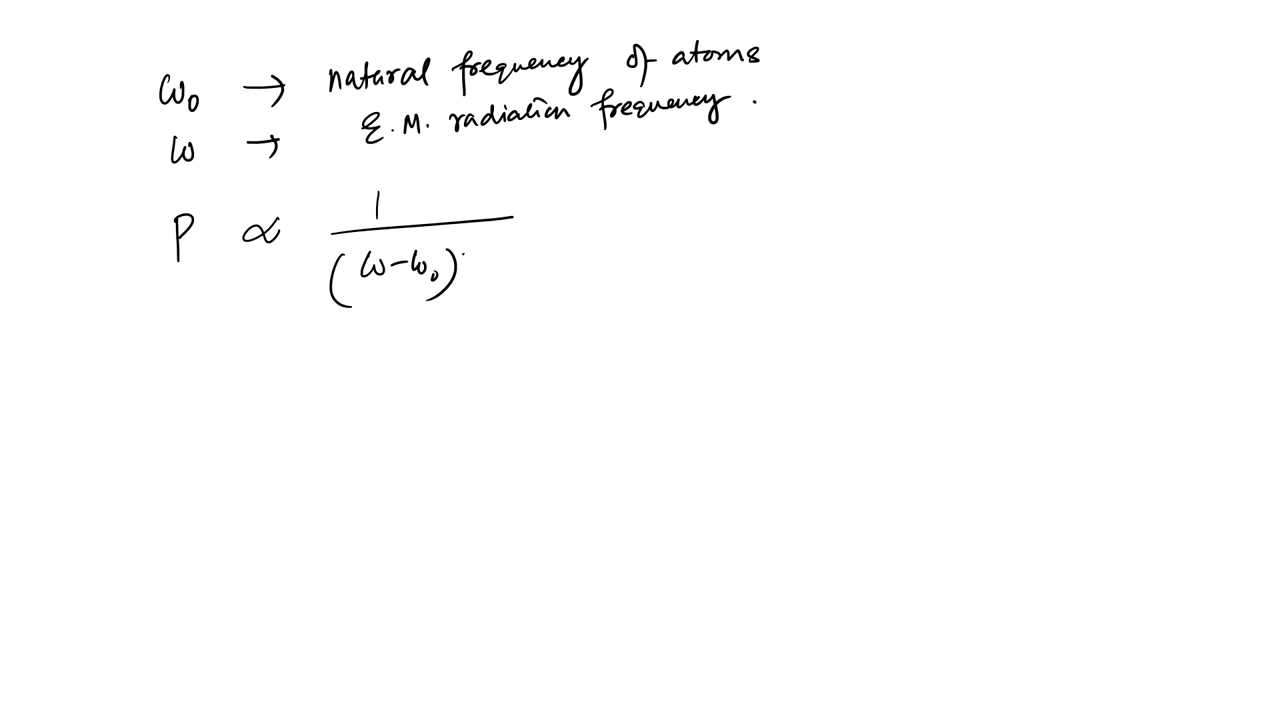 ω₀ → natural frequency of atoms
ω → E.M. radiation frequency.
P ∝ 1/(ω-ω₀)